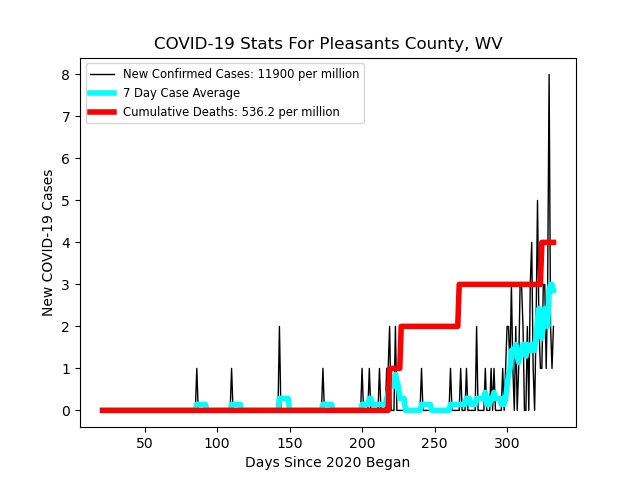 COVID-19 Stats For Pleasants County, WV
New Confirmed Cases: 11900 per million
7 Day Case Average
Cumulative Deaths: 536.2 per million
New COVID-19 Cases
8
7
6
5
4
3
2
1
0
50 100 150 200 250 300
Days Since 2020 Began